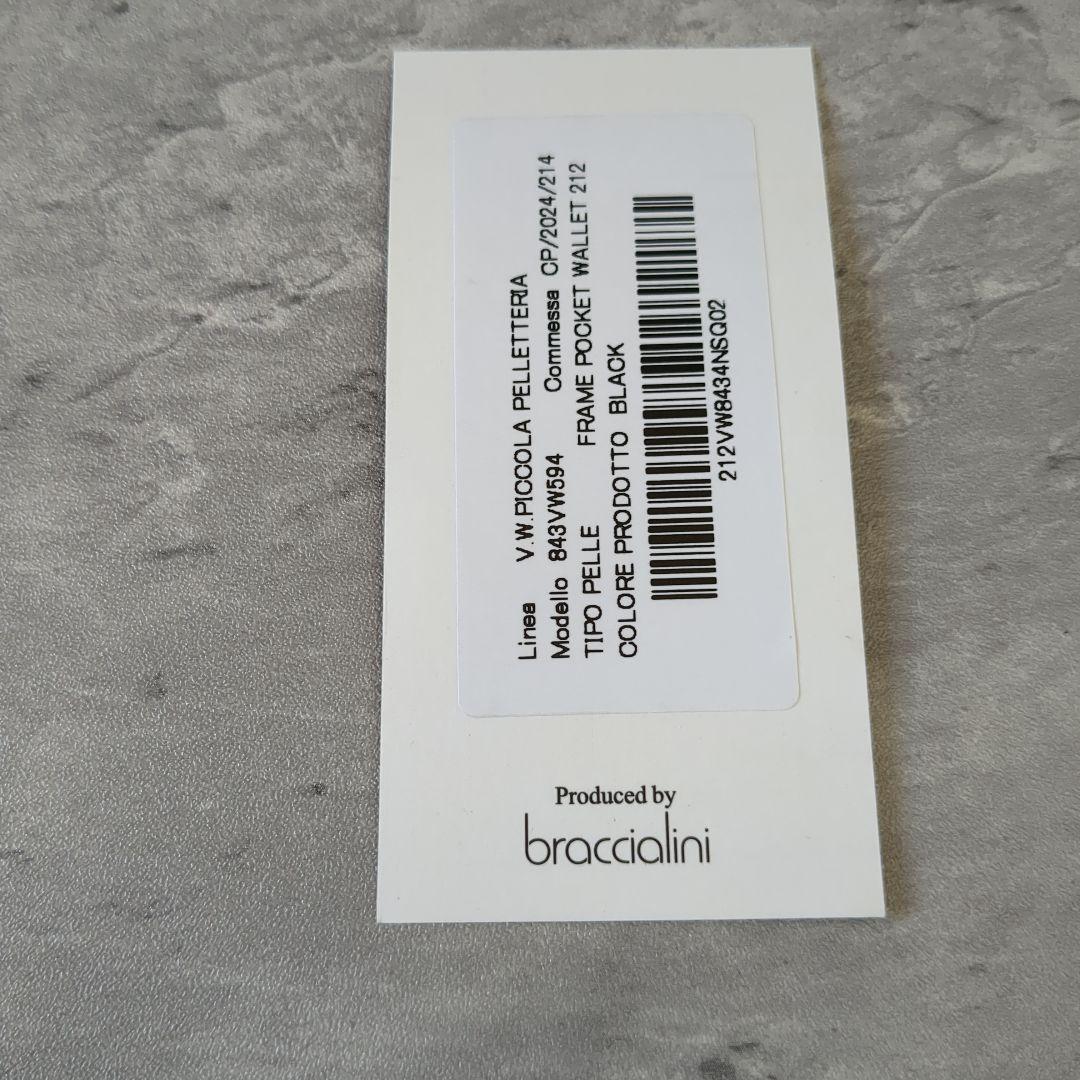 Linea V.W.PICCOLA PELLETTERIA
Modello 843VW594 Commessa CP/2024/214
TIPO PELLE FRAME POCKET WALLET 212
COLORE PRODOTTO BLACK
212VW8434NSQ02
Produced by
braccialini